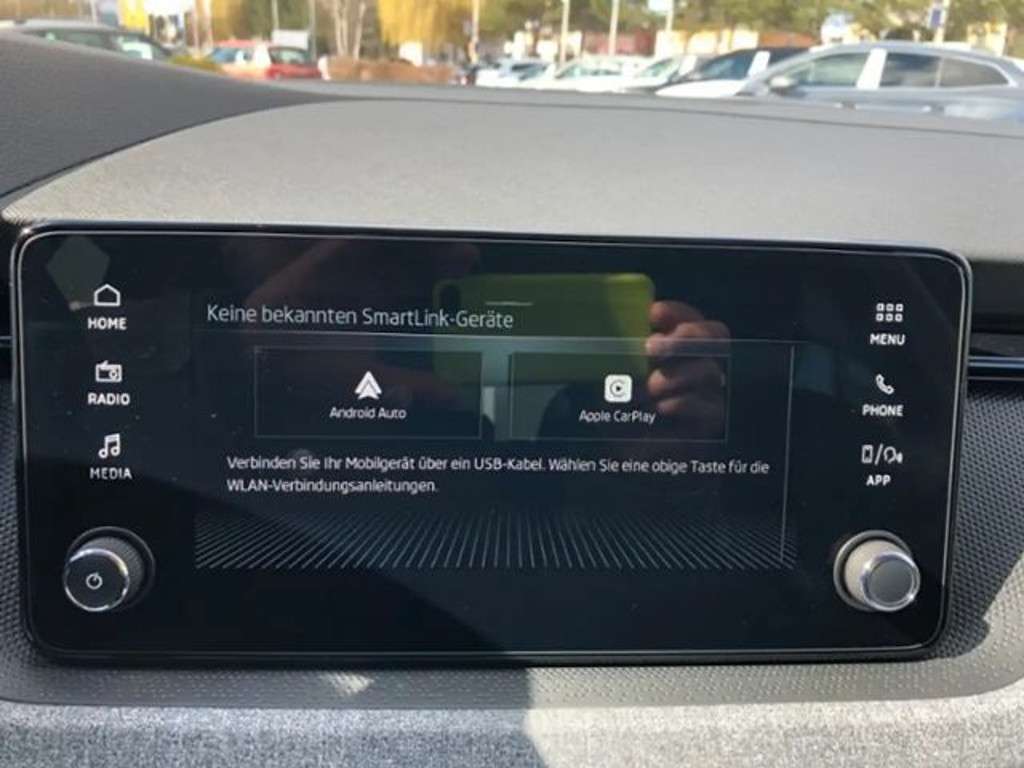 HOME
RADIO
MEDIA
Keine bekannten SmartLink-Geräte
Android Auto
Apple CarPlay
Verbinden Sie Ihr Mobilgerät über ein USB-Kabel. Wählen Sie eine obige Taste für die
WLAN-Verbindungsanleitungen.
MENU
PHONE
APP